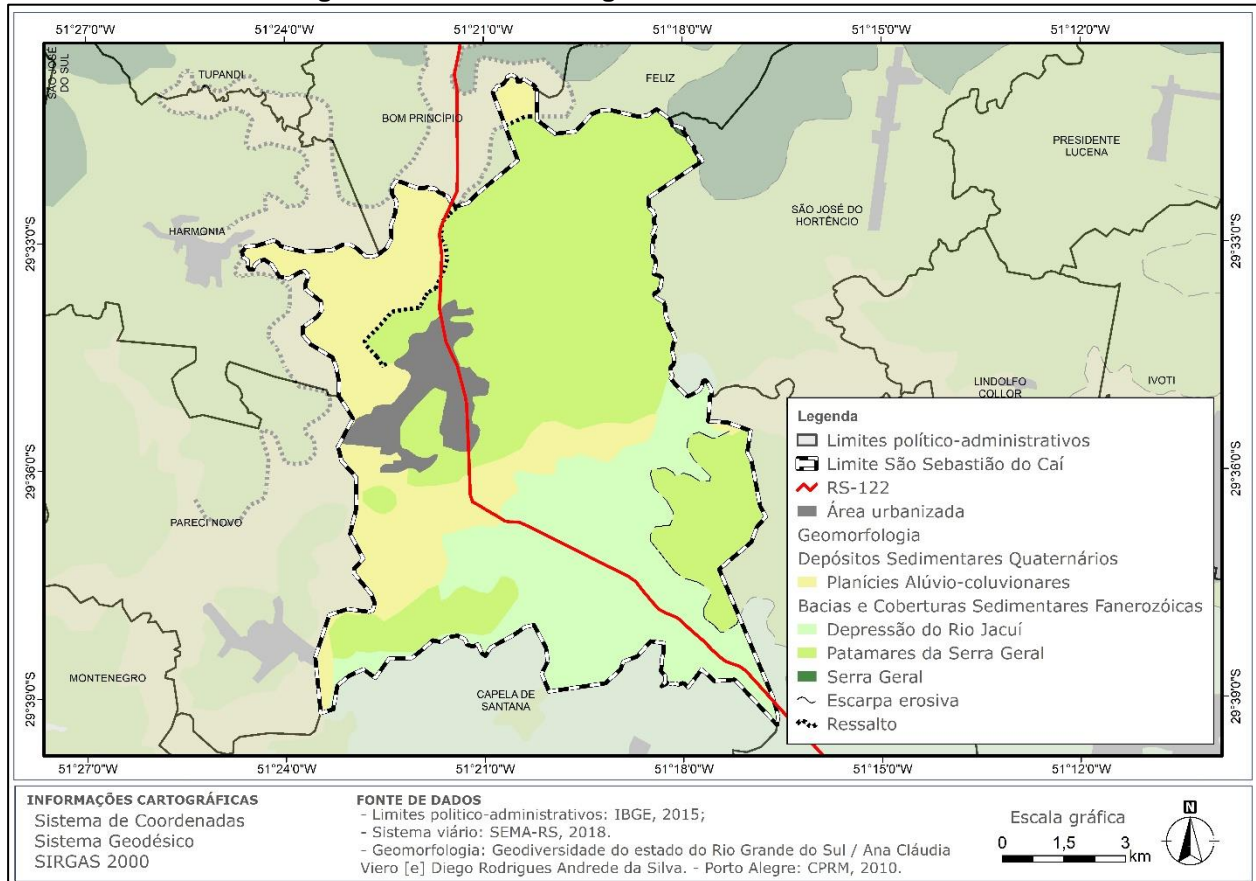 51°27'0"W 51°24'0"W 51°21'0"W 51°18'0"W 51°15'0"W 51°12'0"W
SÃO JOSÉ
DO SUL
TUPANDI
FELIZ
BOM PRINCÍPIO
PRESIDENTE
LUCENA
SÃO JOSÉ DO
HORTÊNCIO
HARMONIA
29°33'0"S
29°33'0"S
LINDOLFO
COLLOR
IVOTI
29°36'0"S
29°36'0"S
PARECI NOVO
MONTENEGRO
CAPELA DE
SANTANA
29°39'0"S
29°39'0"S
Legenda
Limites político-administrativos
Limite São Sebastião do Caí
RS-122
Área urbanizada
Geomorfologia
Depósitos Sedimentares Quaternários
Planícies Alúvio-coluvionares
Bacias e Coberturas Sedimentares Fanerozóicas
Depressão do Rio Jacuí
Patamares da Serra Geral
Serra Geral
Escarpa erosiva
Ressalto
51°27'0"W 51°24'0"W 51°21'0"W 51°18'0"W 51°15'0"W 51°12'0"W
INFORMAÇÕES CARTOGRÁFICAS
Sistema de Coordenadas
Sistema Geodésico
SIRGAS 2000
FONTE DE DADOS
- Limites politico-administrativos: IBGE, 2015;
- Sistema viário: SEMA-RS, 2018.
- Geomorfologia: Geodiversidade do estado do Rio Grande do Sul / Ana Cláudia
Viero [e] Diego Rodrigues Andrede da Silva. - Porto Alegre: CPRM, 2010.
Escala gráfica
0 1,5 3
km
N